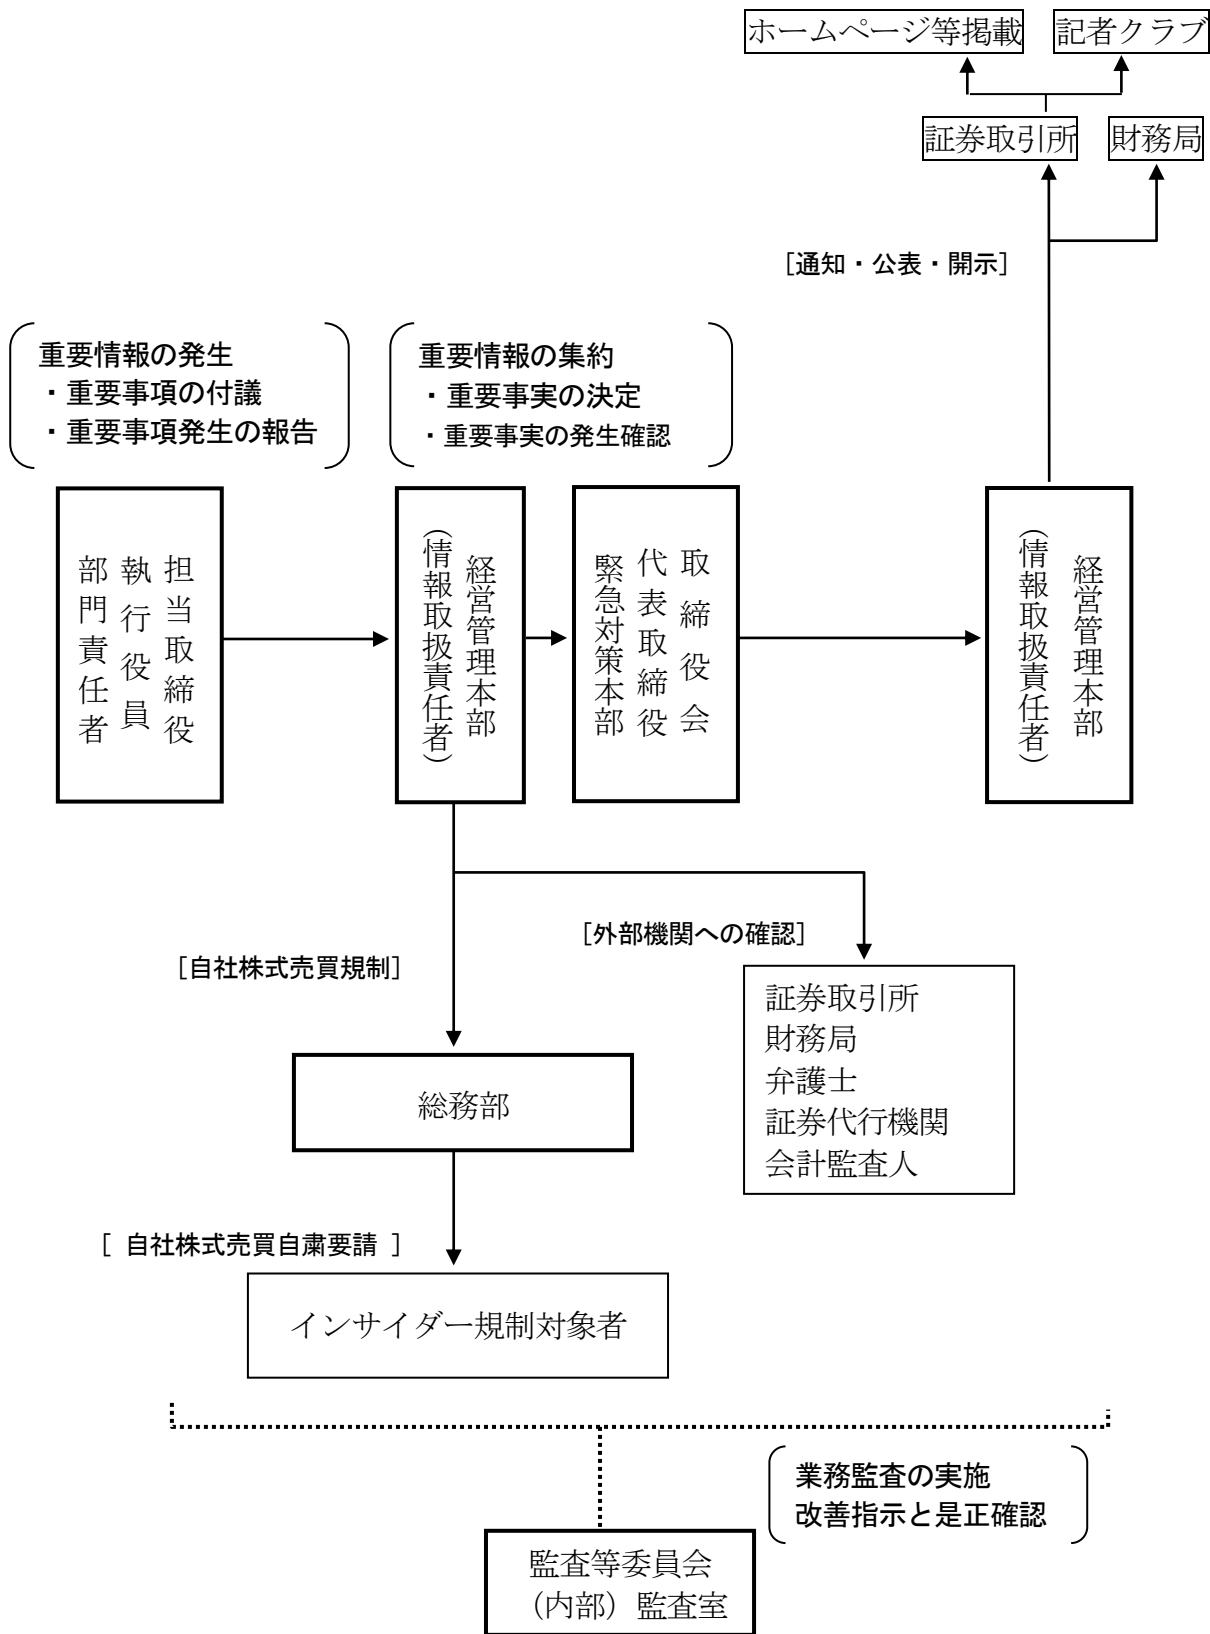 ホームページ等掲載
記者クラブ
証券取引所
財務局
［通知・公表・開示］
重要情報の発生
・重要事項の付議
・重要事項発生の報告
重要情報の集約
・重要事実の決定
・重要事実の発生確認
担当取締役
執行役員
部門責任者
経営管理本部
（情報取扱責任者）
取締役会
代表取締役
緊急対策本部
経営管理本部
（情報取扱責任者）
［外部機関への確認］
［自社株式売買規制］
証券取引所
財務局
弁護士
証券代行機関
会計監査人
総務部
［ 自社株式売買自粛要請 ］
インサイダー規制対象者
業務監査の実施
改善指示と是正確認
監査等委員会
（内部）監査室